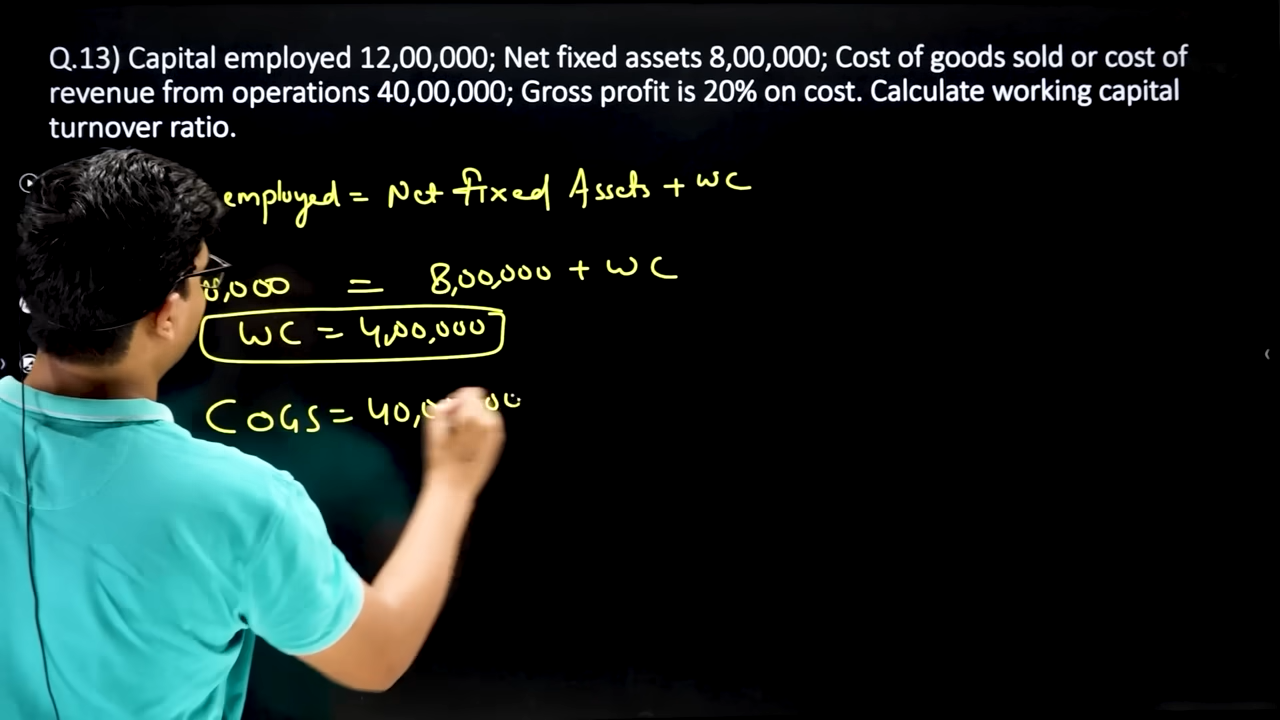 Q.13) Capital employed 12,00,000; Net fixed assets 8,00,000; Cost of goods sold or cost of
revenue from operations 40,00,000; Gross profit is 20% on cost. Calculate working capital
turnover ratio.
employed = Net Fixed Assets + WC
0,000 = 8,00,000 + WC
WC = 4,00,000
COGS = 40,